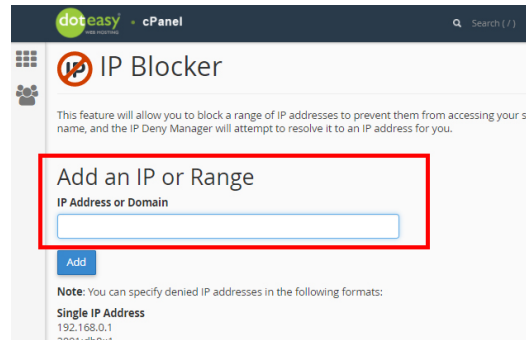 doteasy • cPanel
WEB HOSTING
Search ( / )
IP
IP Blocker
This feature will allow you to block a range of IP addresses to prevent them from accessing your s
name, and the IP Deny Manager will attempt to resolve it to an IP address for you.
Add an IP or Range
IP Address or Domain
Add
Note: You can specify denied IP addresses in the following formats:
Single IP Address
192.168.0.1